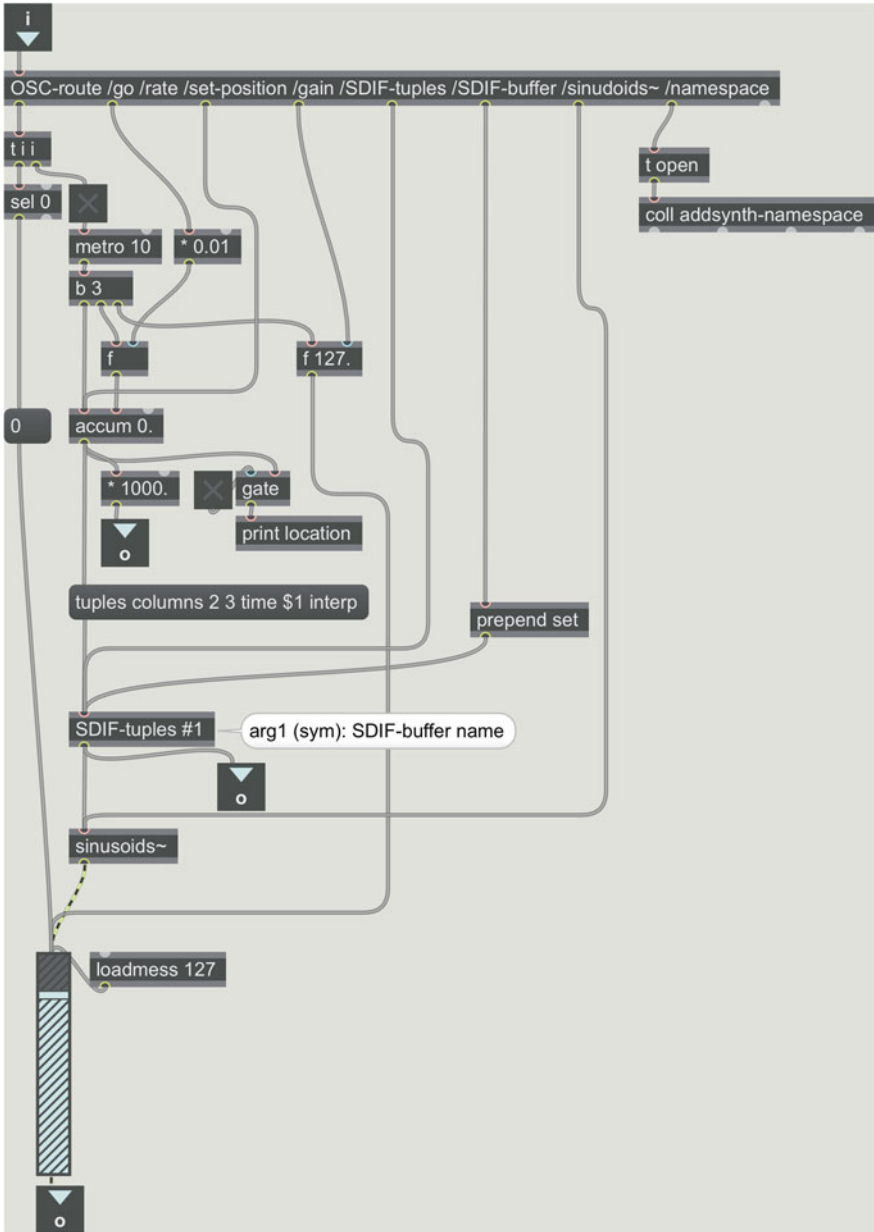 i
OSC-route /go /rate /set-position /gain /SDIF-tuples /SDIF-buffer /sinudoids~ /namespace
t i i
t open
sel 0
coll addsynth-namespace
metro 10
* 0.01
b 3
f
f 127.
0
accum 0.
* 1000.
gate
o
print location
tuples columns 2 3 time $1 interp
prepend set
SDIF-tuples #1
arg1 (sym): SDIF-buffer name
o
sinusoids~
loadmess 127
o